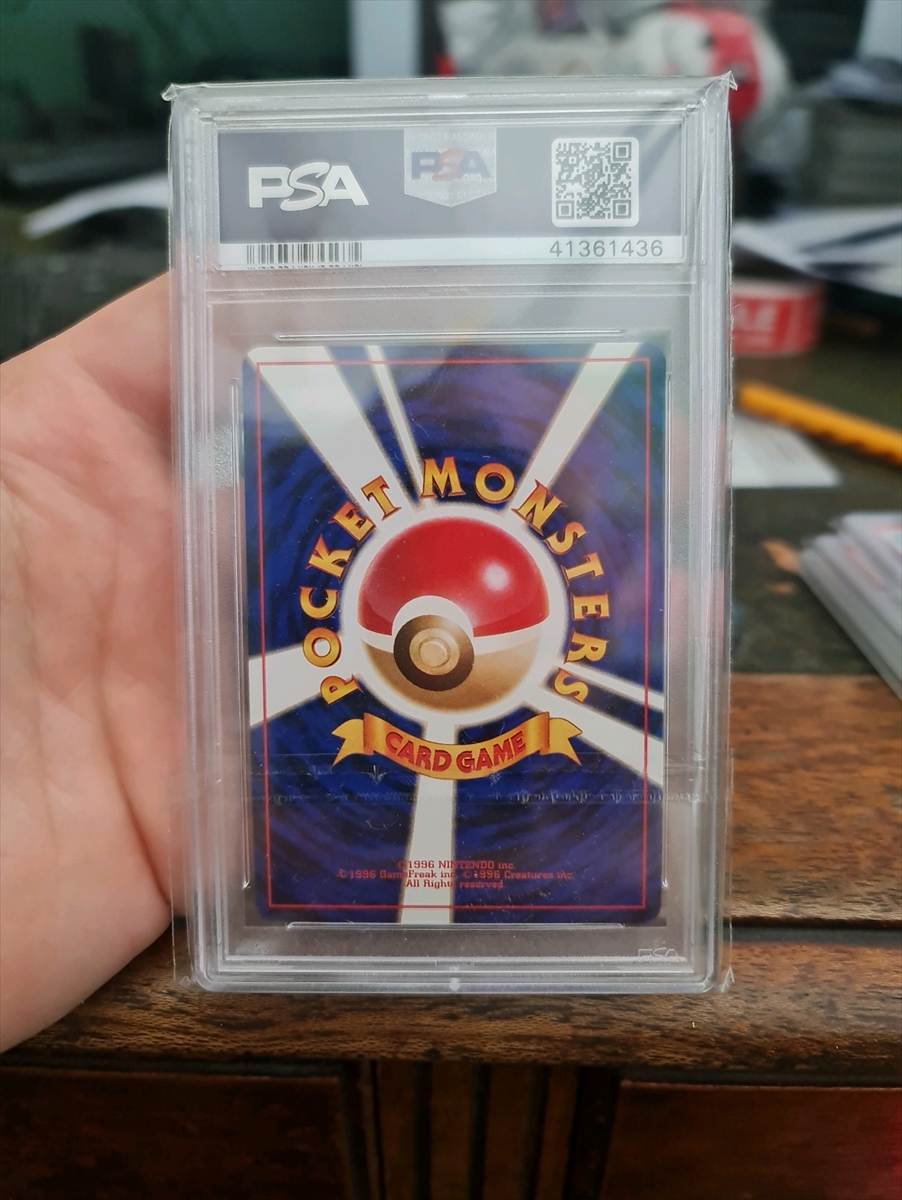 PSA
PSA
41361436
POCKET MONSTERS
CARD GAME
©1996 NINTENDO inc.
©1996 GameFreak inc. ©1996 Creatures inc.
All Rights reserved.
PSA